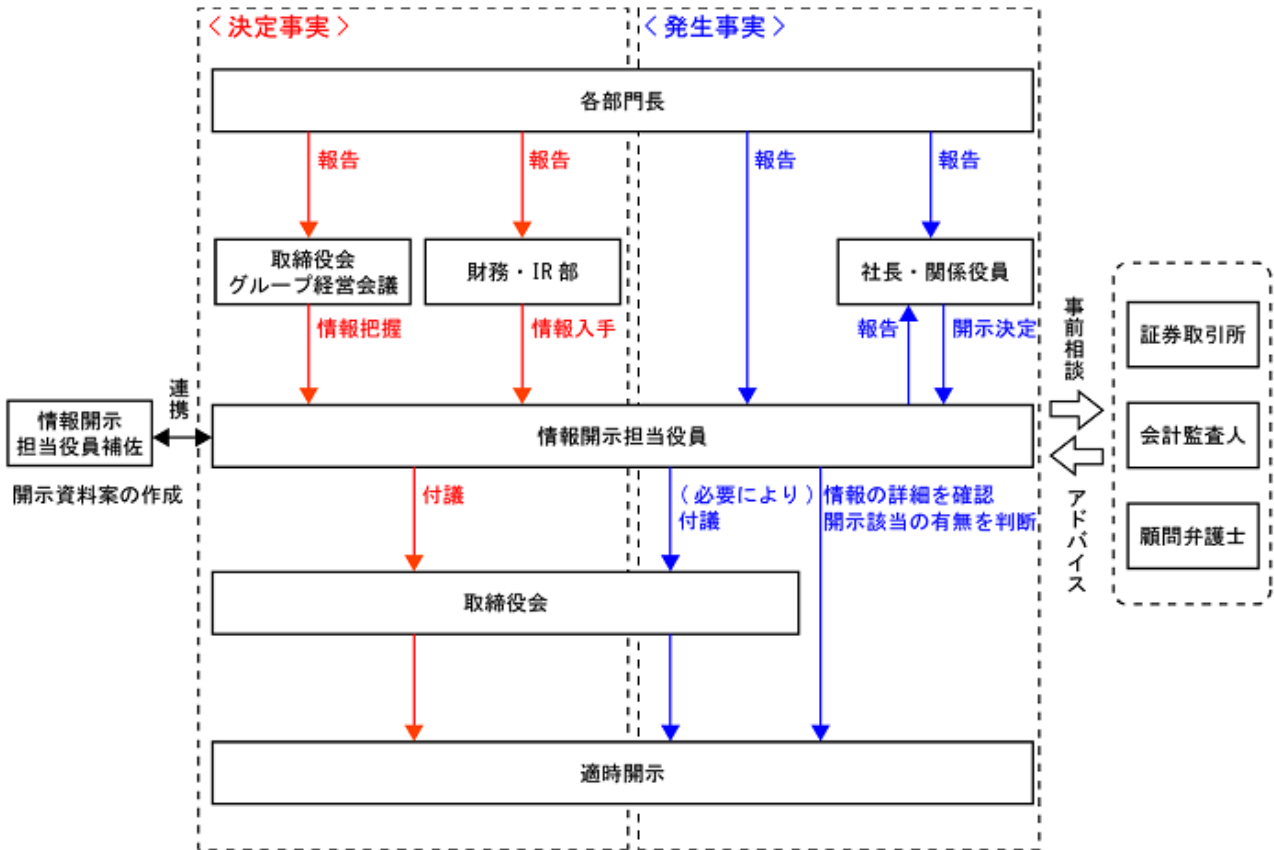 ＜決定事実＞
＜発生事実＞
各部門長
報告
報告
報告
報告
取締役会
グループ経営会議
財務・IR部
社長・関係役員
情報把握
情報入手
報告
開示決定
事前相談
証券取引所
連携
情報開示
担当役員補佐
情報開示担当役員
会計監査人
開示資料案の作成
付議
（必要により）
付議
情報の詳細を確認
開示該当の有無を判断
アドバイス
顧問弁護士
取締役会
適時開示